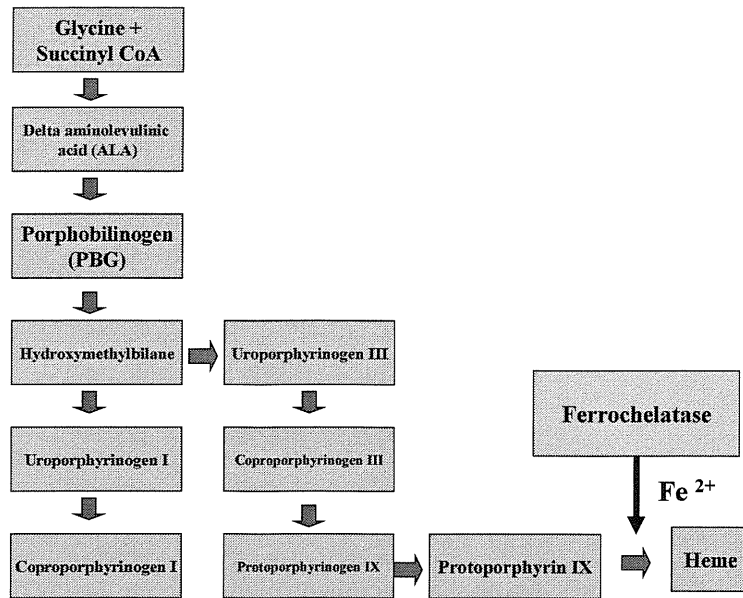 Glycine +
Succinyl CoA
Delta aminolevulinic
acid (ALA)
Porphobilinogen
(PBG)
Hydroxymethylbilane
Uroporphyrinogen III
Uroporphyrinogen I
Coproporphyrinogen III
Ferrochelatase
Fe 2+
Coproporphyrinogen I
Protoporphyrinogen IX
Protoporphyrin IX
Heme